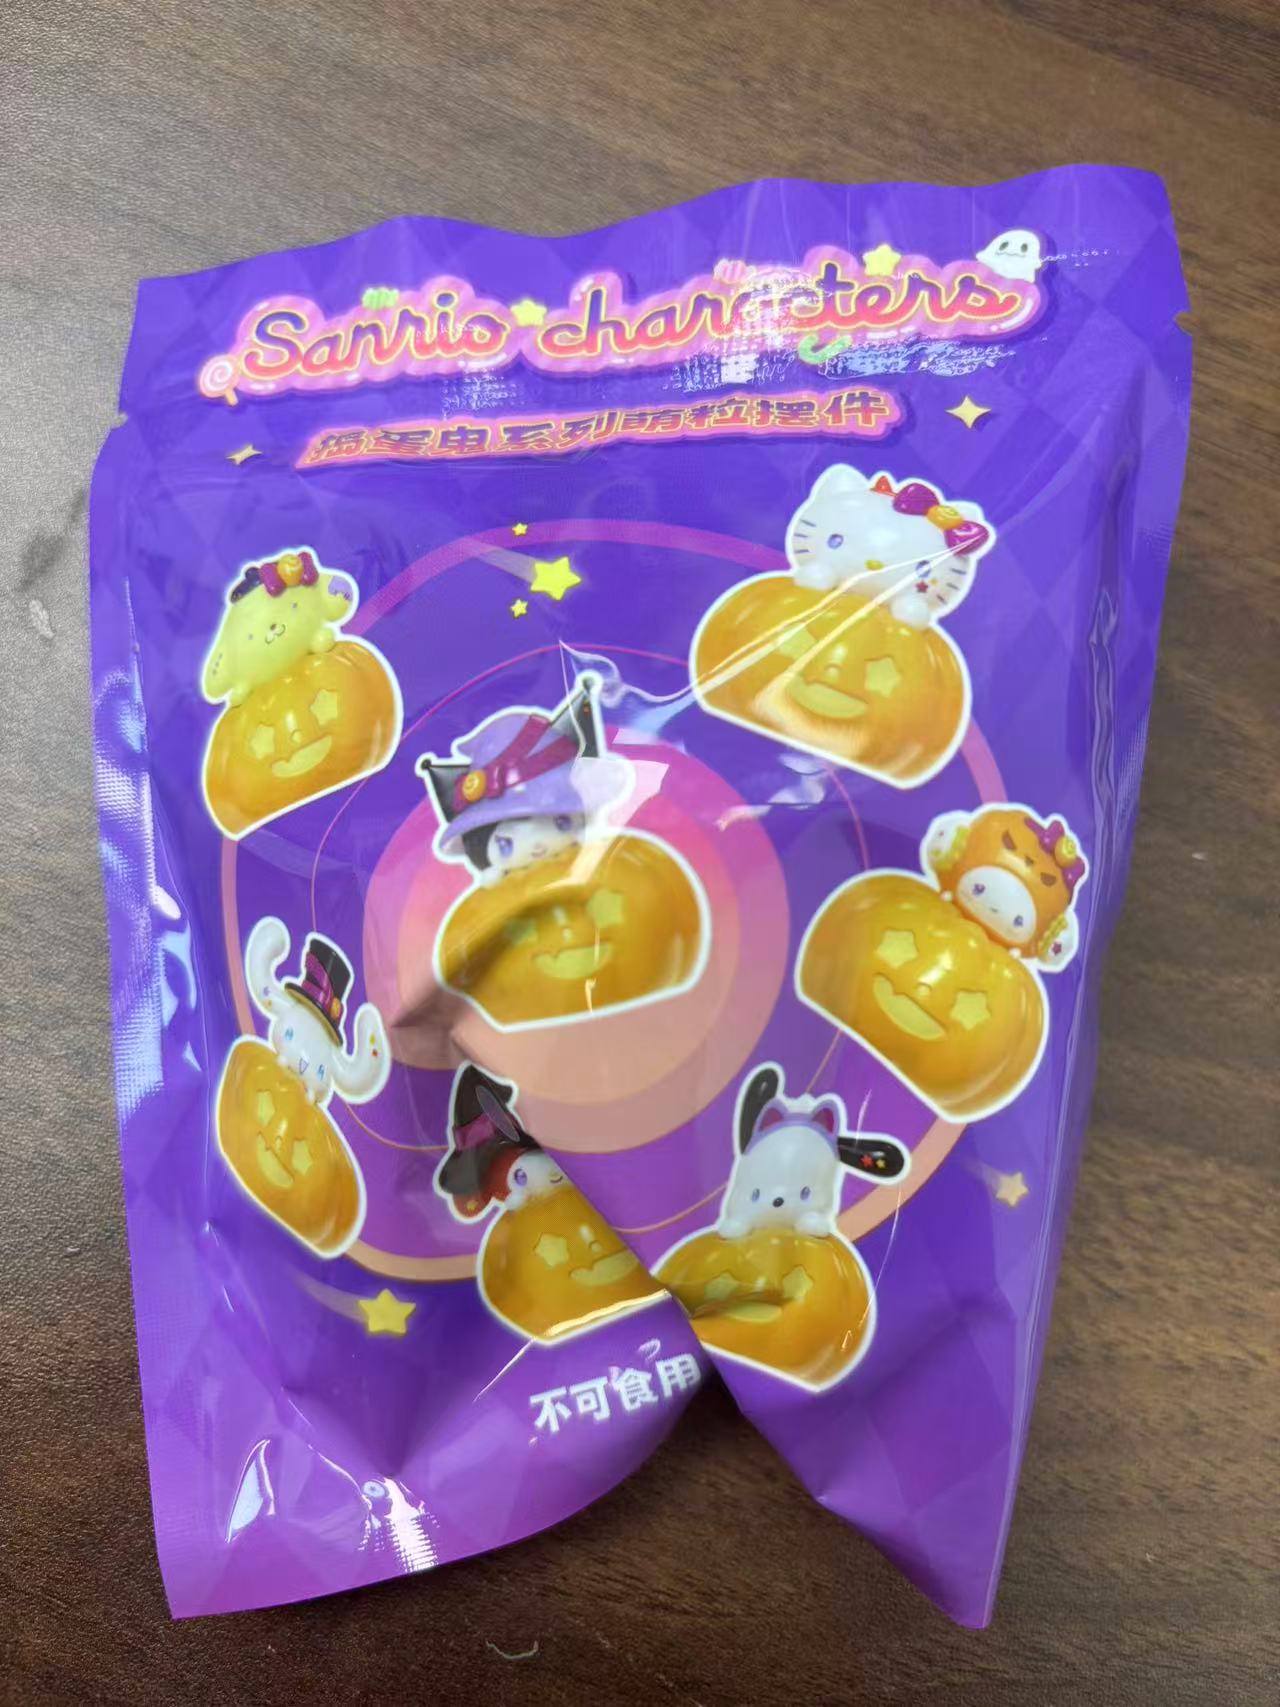 Sanrio characters
捣蛋鬼系列萌粒摆件
不可食用